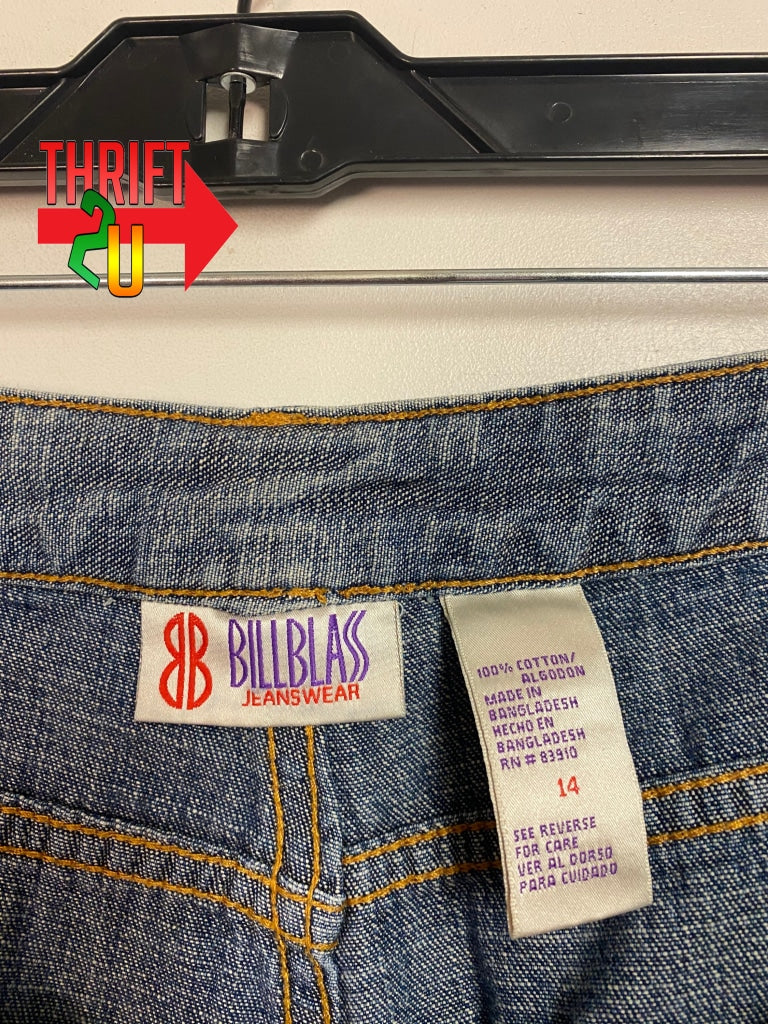 THRIFT
2U
BB BILLBLASS
JEANSWEAR
100% COTTON/
ALGODON
MADE IN
BANGLADESH
HECHO EN
BANGLADESH
RN # 83910
14
SEE REVERSE
FOR CARE
VER AL DORSO
PARA CUIDADO